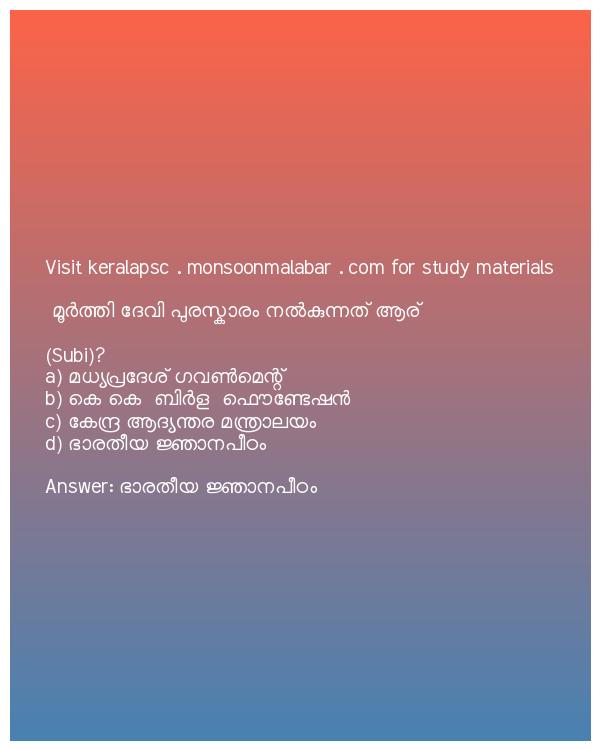 Visit keralapsc . monsoonmalabar . com for study materials
മൂർത്തി ദേവി പുരസ്കാരം നൽകുന്നത് ആര്
(Subi)?
a) മധ്യപ്രദേശ് ഗവൺമെന്റ്
b) കെ കെ ബിർള ഫൌണ്ടേഷൻ
c) കേന്ദ്ര ആദ്യന്തര മന്ത്രാലയം
d) ഭാരതീയ ജ്ഞാനപീഠം
Answer: ഭാരതീയ ജ്ഞാനപീഠം